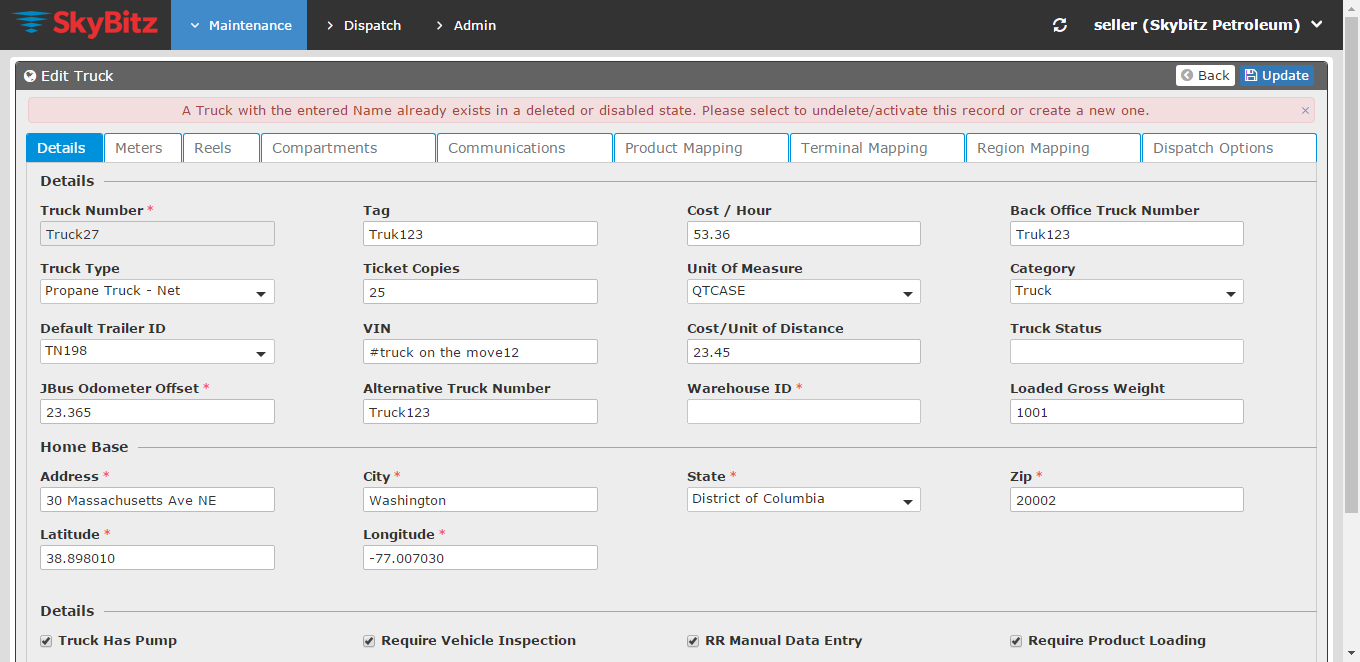 SkyBitz Maintenance Dispatch Admin seller (Skybitz Petroleum)
Edit Truck Back Update
A Truck with the entered Name already exists in a deleted or disabled state. Please select to undelete/activate this record or create a new one. ×
Details Meters Reels Compartments Communications Product Mapping Terminal Mapping Region Mapping Dispatch Options
Details
Truck Number * Tag Cost / Hour Back Office Truck Number
Truck27 Truk123 53.36 Truk123
Truck Type Ticket Copies Unit Of Measure Category
Propane Truck - Net 25 QTCASE Truck
Default Trailer ID VIN Cost/Unit of Distance Truck Status
TN198 #truck on the move12 23.45
JBus Odometer Offset * Alternative Truck Number Warehouse ID * Loaded Gross Weight
23.365 Truck123 1001
Home Base
Address * City * State * Zip *
30 Massachusetts Ave NE Washington District of Columbia 20002
Latitude * Longitude *
38.898010 -77.007030
Details
Truck Has Pump Require Vehicle Inspection RR Manual Data Entry Require Product Loading